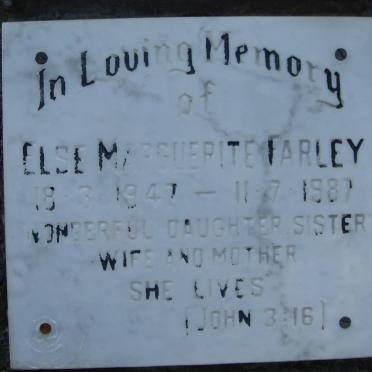 In Loving Memory
of
ELSE MARGUERITE FARLEY
18·3·1947 — 11·7·1987
WONDERFUL DAUGHTER, SISTER
WIFE AND MOTHER
SHE LIVES
(JOHN 3:16)